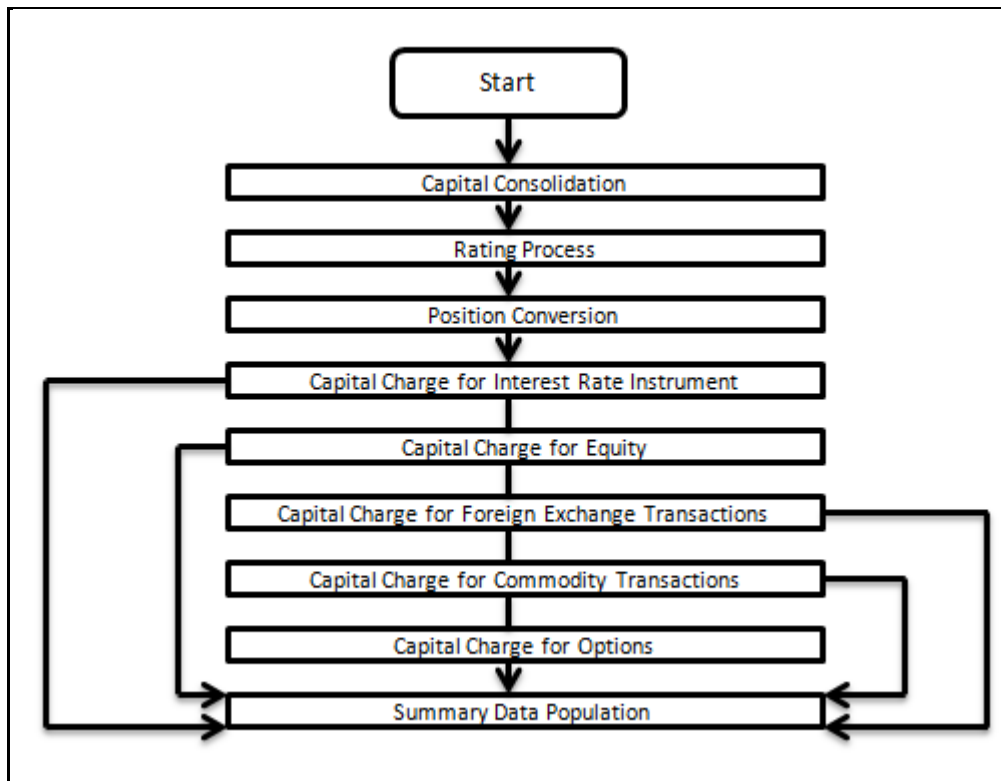 Start
Capital Consolidation
Rating Process
Position Conversion
Capital Charge for Interest Rate Instrument
Capital Charge for Equity
Capital Charge for Foreign Exchange Transactions
Capital Charge for Commodity Transactions
Capital Charge for Options
Summary Data Population